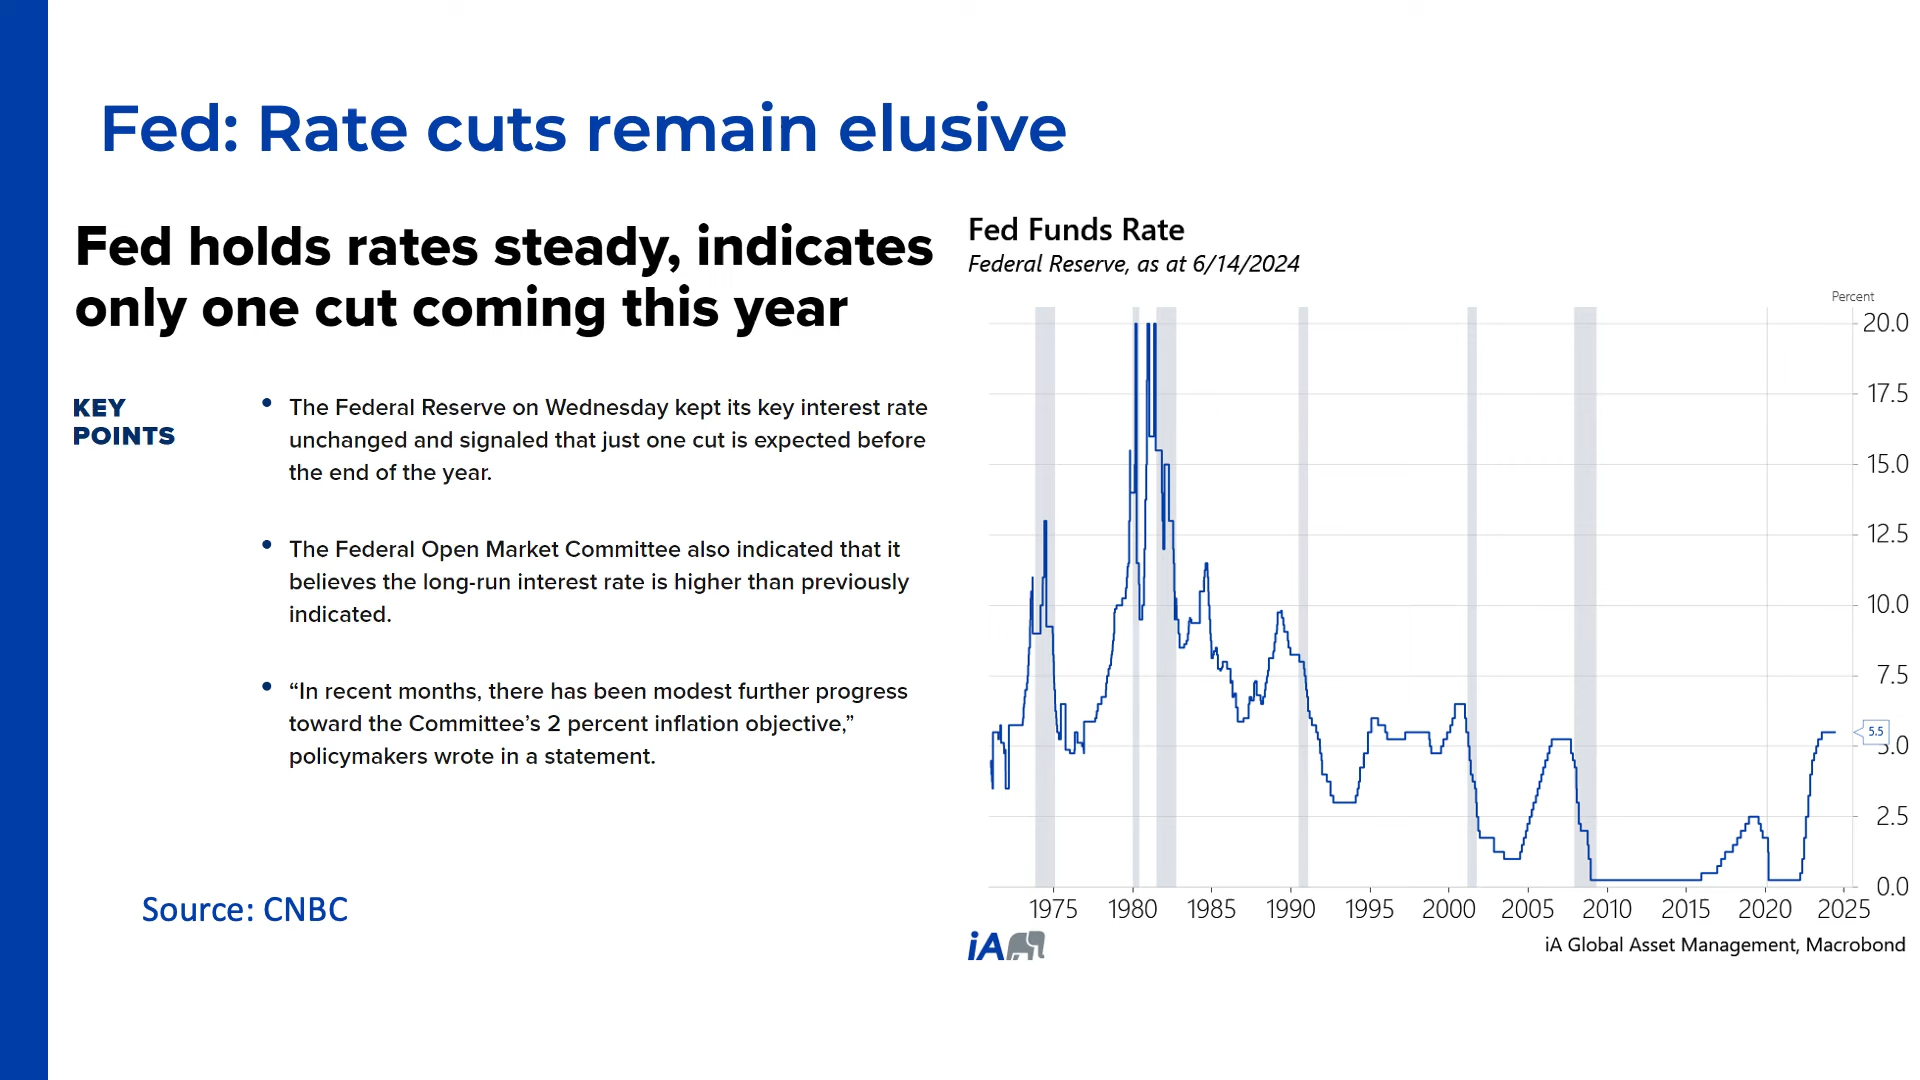 Fed: Rate cuts remain elusive
Fed holds rates steady, indicates
only one cut coming this year
KEY
POINTS
• The Federal Reserve on Wednesday kept its key interest rate
unchanged and signaled that just one cut is expected before
the end of the year.
• The Federal Open Market Committee also indicated that it
believes the long-run interest rate is higher than previously
indicated.
• “In recent months, there has been modest further progress
toward the Committee’s 2 percent inflation objective,”
policymakers wrote in a statement.
Source: CNBC
Fed Funds Rate
Federal Reserve, as at 6/14/2024
Percent
20.0
17.5
15.0
12.5
10.0
7.5
5.5
5.0
2.5
0.0
1975 1980 1985 1990 1995 2000 2005 2010 2015 2020 2025
iA
iA Global Asset Management, Macrobond